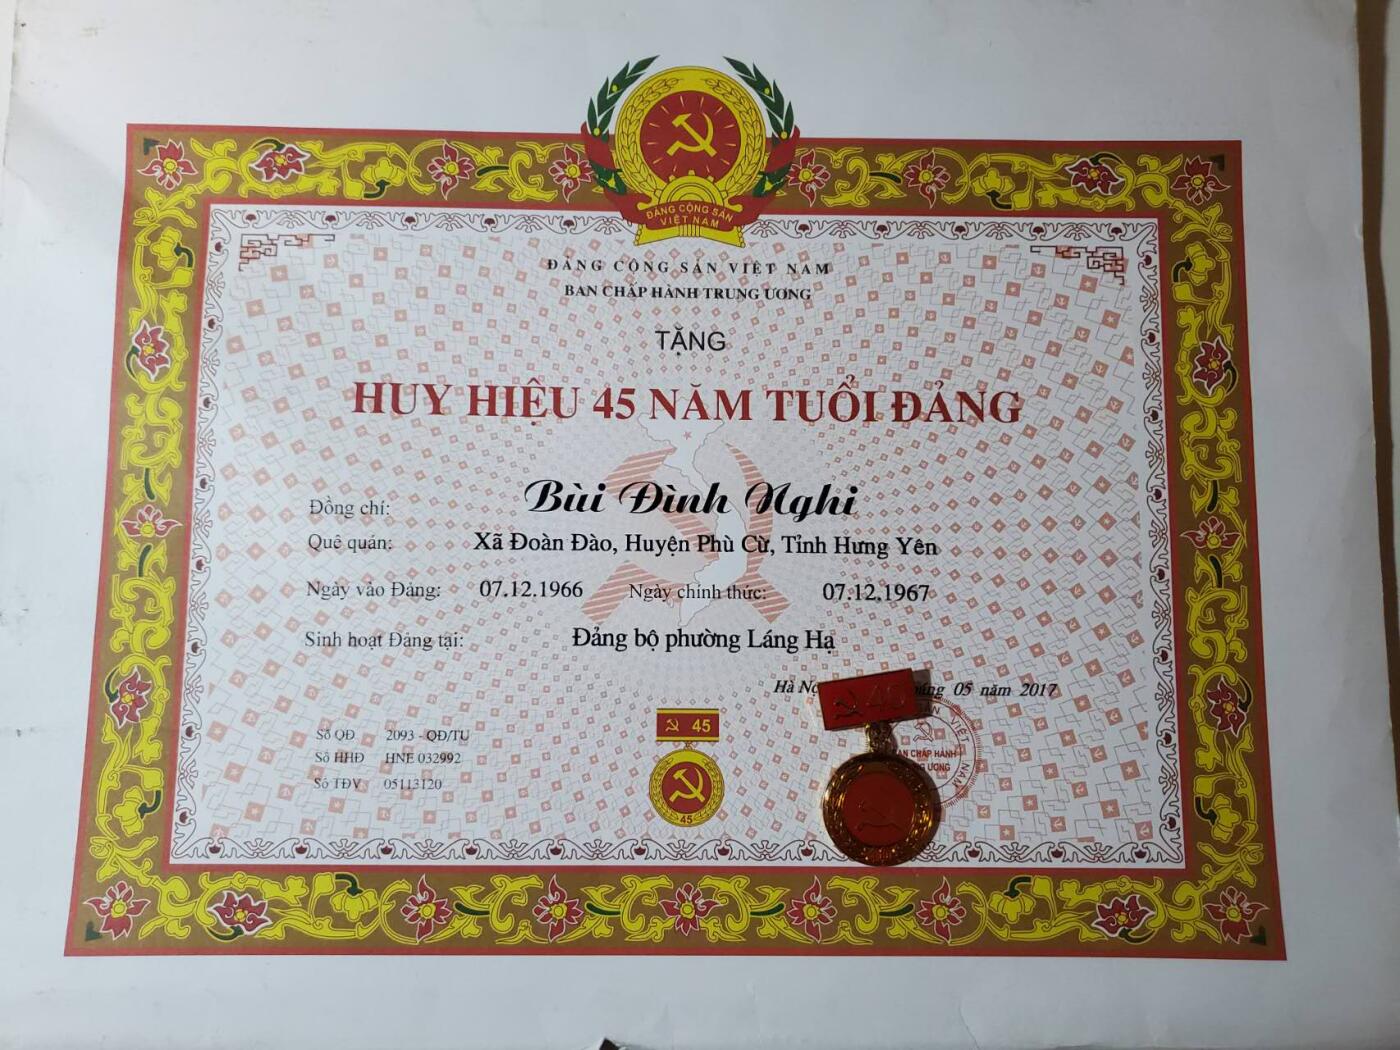 ĐẢNG CỘNG SẢN
VIỆT NAM
ĐẢNG CỘNG SẢN VIỆT NAM
BAN CHẤP HÀNH TRUNG ƯƠNG
TẶNG
HUY HIỆU 45 NĂM TUỔI ĐẢNG
Đồng chí: Bùi Đình Nghi
Quê quán: Xã Đoàn Đào, Huyện Phù Cừ, Tỉnh Hưng Yên
Ngày vào Đảng: 07.12.1966 Ngày chính thức: 07.12.1967
Sinh hoạt Đảng tại: Đảng bộ phường Láng Hạ
Hà 05 năm 2017
Số QĐ 2093 - QĐ/TU
Số HHĐ HNE 032992
Số TĐV 05113120
45
45
CHẤP HÀNH
VIỆT NAM